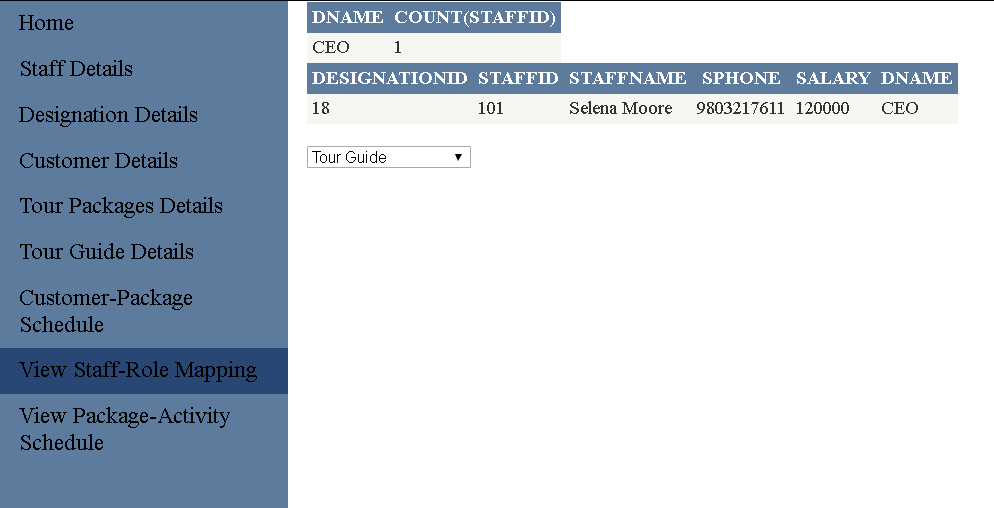 Home
Staff Details
Designation Details
Customer Details
Tour Packages Details
Tour Guide Details
Customer-Package
Schedule
View Staff-Role Mapping
View Package-Activity
Schedule
DNAME COUNT(STAFFID)
CEO 1
DESIGNATIONID STAFFID STAFFNAME SPHONE SALARY DNAME
18 101 Selena Moore 9803217611 120000 CEO
Tour Guide